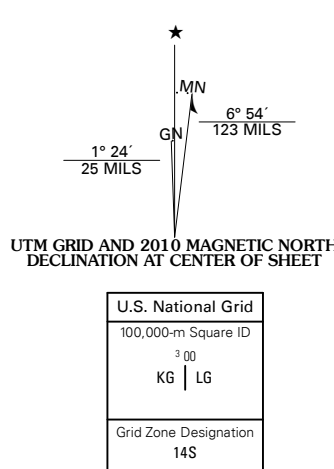 ★
MN
6° 54´
123 MILS
GN
1° 24´
25 MILS
UTM GRID AND 2010 MAGNETIC NORTH
DECLINATION AT CENTER OF SHEET
U.S. National Grid
100,000-m Square ID
3 00
KG | LG
Grid Zone Designation
14S